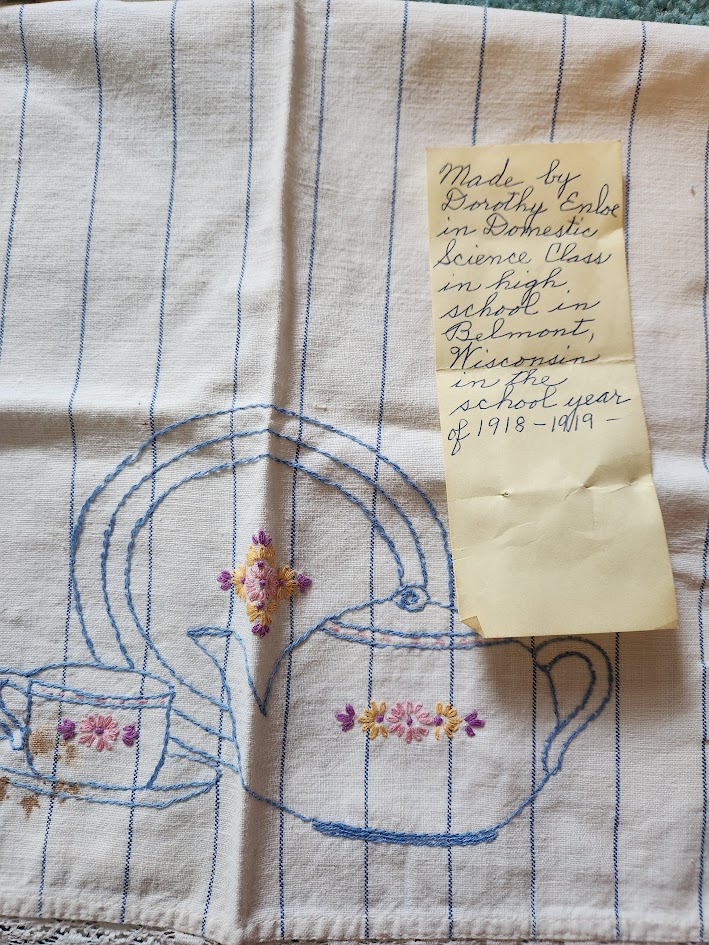 Made by
Dorothy Enloe
in Domestic
Science Class
in high
school in
Belmont,
Wisconsin
in the
school year
of 1918-1919-